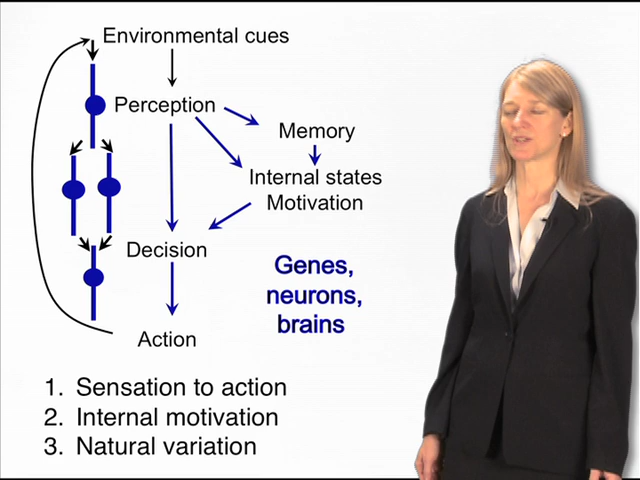 Environmental cues
Perception
Memory
Internal states
Motivation
Decision
Genes,
neurons,
brains
Action
1. Sensation to action
2. Internal motivation
3. Natural variation